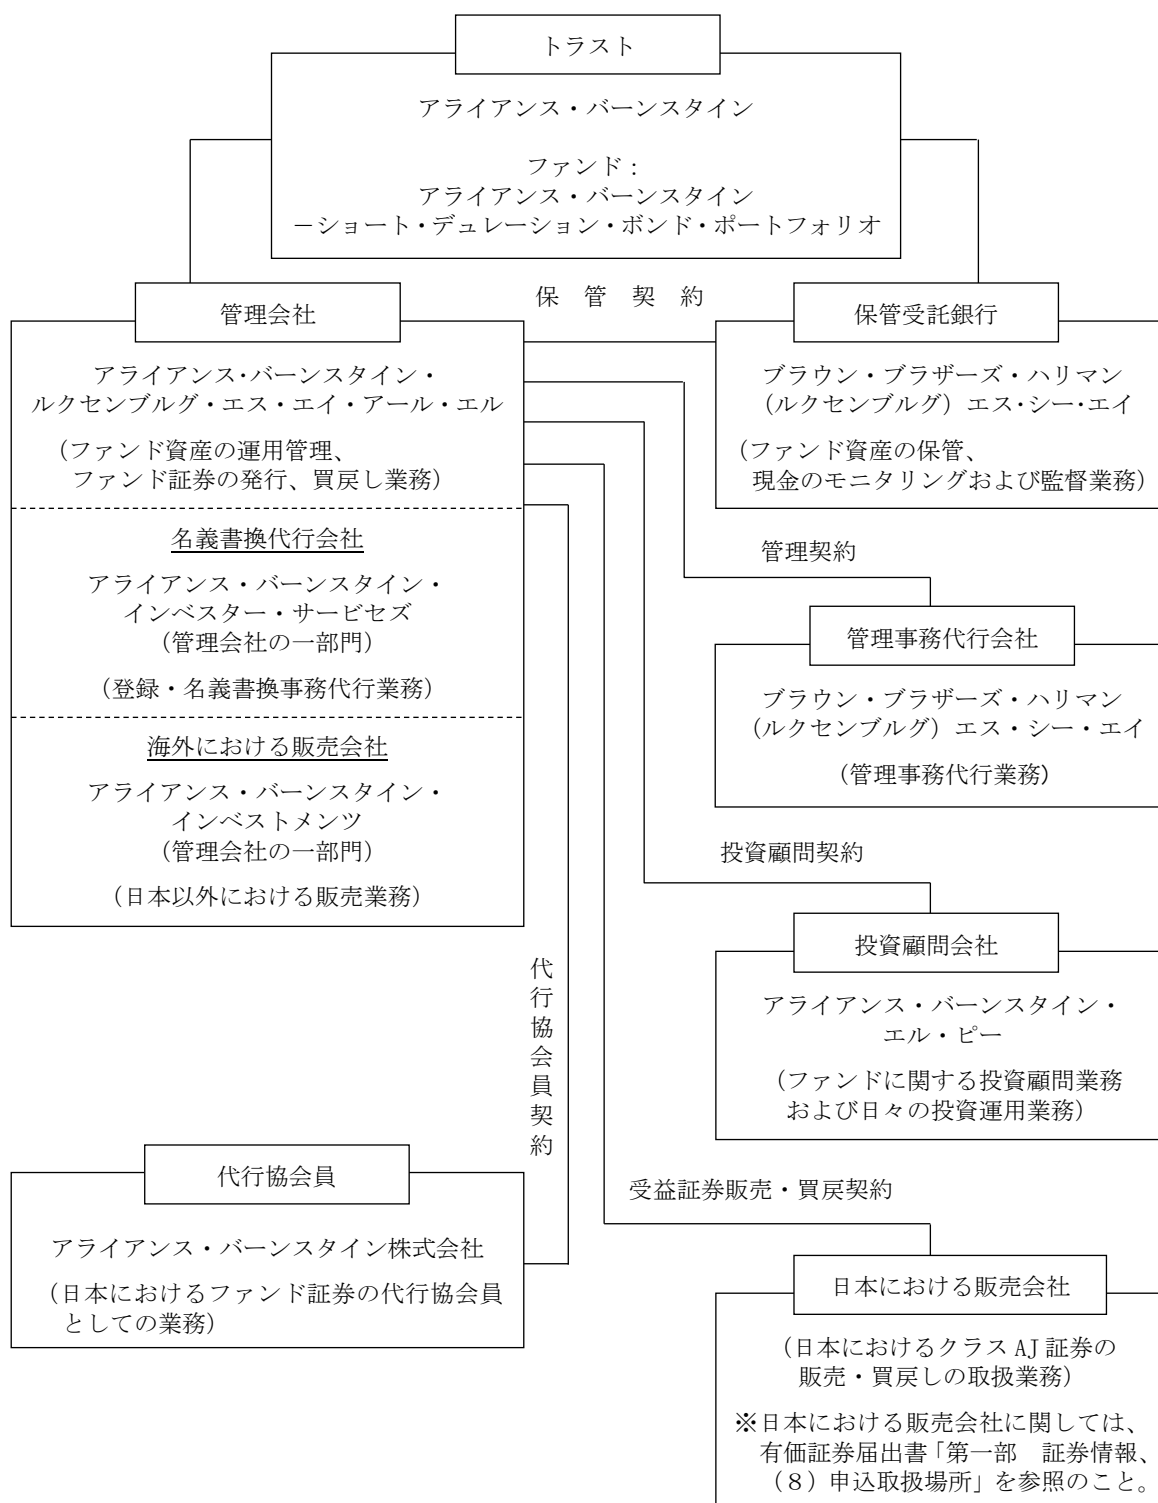 トラスト
アライアンス・バーンスタイン
ファンド：
アライアンス・バーンスタイン
－ショート・デュレーション・ボンド・ポートフォリオ
管理会社
アライアンス・バーンスタイン・
ルクセンブルグ・エス・エイ・アール・エル
（ファンド資産の運用管理、
ファンド証券の発行、買戻し業務）
名義書換代行会社
アライアンス・バーンスタイン・
インベスター・サービセズ
（管理会社の一部門）
（登録・名義書換事務代行業務）
海外における販売会社
アライアンス・バーンスタイン・
インベストメンツ
（管理会社の一部門）
（日本以外における販売業務）
保管契約
保管受託銀行
ブラウン・ブラザーズ・ハリマン
（ルクセンブルグ）エス・シー・エイ
（ファンド資産の保管、
現金のモニタリングおよび監督業務）
管理契約
管理事務代行会社
ブラウン・ブラザーズ・ハリマン
（ルクセンブルグ）エス・シー・エイ
（管理事務代行業務）
投資顧問契約
投資顧問会社
アライアンス・バーンスタイン・
エル・ピー
（ファンドに関する投資顧問業務
および日々の投資運用業務）
代行協会員契約
代行協会員
アライアンス・バーンスタイン株式会社
（日本におけるファンド証券の代行協会員
としての業務）
受益証券販売・買戻契約
日本における販売会社
（日本におけるクラス AJ 証券の
販売・買戻しの取扱業務）
※日本における販売会社に関しては、
有価証券届出書「第一部　証券情報、
（８）申込取扱場所」を参照のこと。